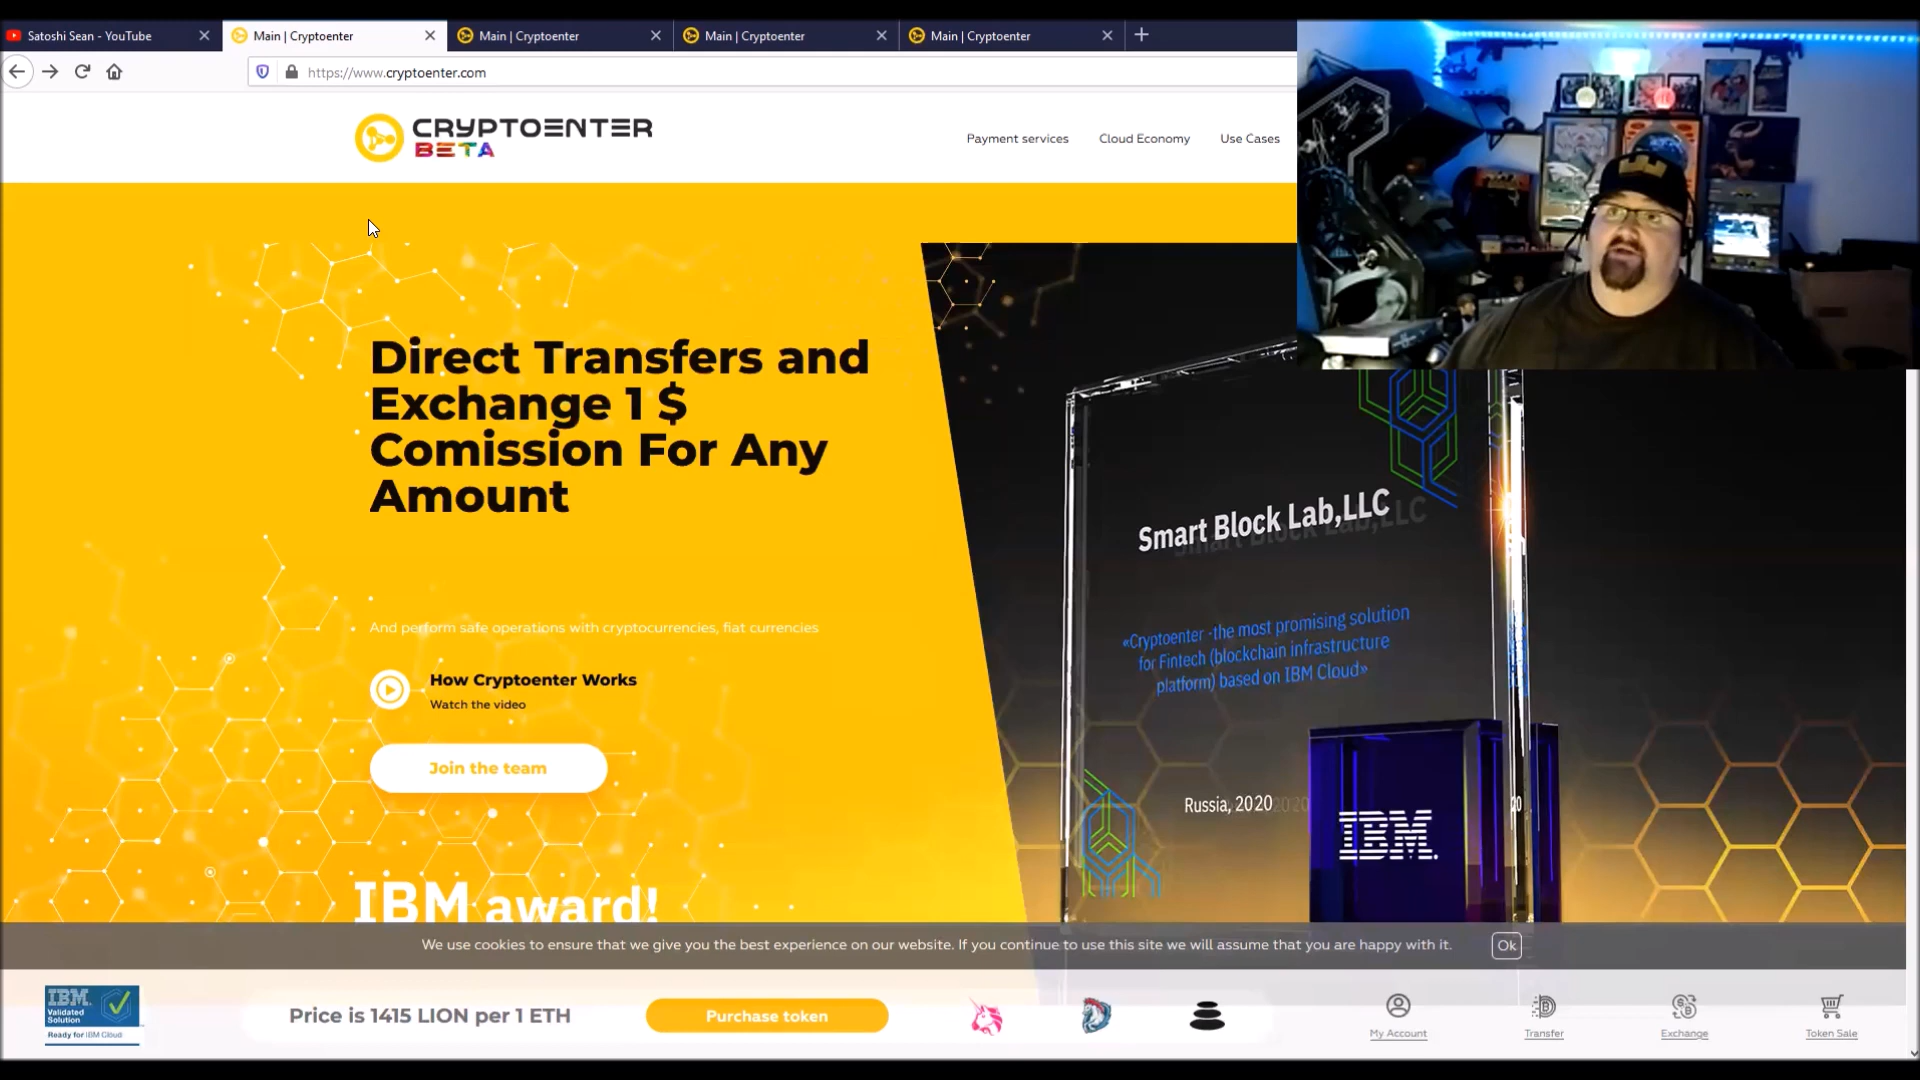 Satoshi Sean - YouTube
Main | Cryptoenter
Main | Cryptoenter
Main | Cryptoenter
Main | Cryptoenter
https://www.cryptoenter.com
CRYPTOENTER
BETA
Payment services
Cloud Economy
Use Cases
Direct Transfers and
Exchange 1 $
Comission For Any
Amount
And perform safe operations with cryptocurrencies, fiat currencies
How Cryptoenter Works
Watch the video
Join the team
IBM award!
Smart Block Lab,LLC
«Cryptoenter -the most promising solution
for Fintech (blockchain infrastructure
platform) based on IBM Cloud»
Russia, 2020
IBM.
We use cookies to ensure that we give you the best experience on our website. If you continue to use this site we will assume that you are happy with it.
Ok
IBM.
Validated
Solution
Ready for IBM Cloud
Price is 1415 LION per 1 ETH
Purchase token
My Account
Transfer
Exchange
Token Sale